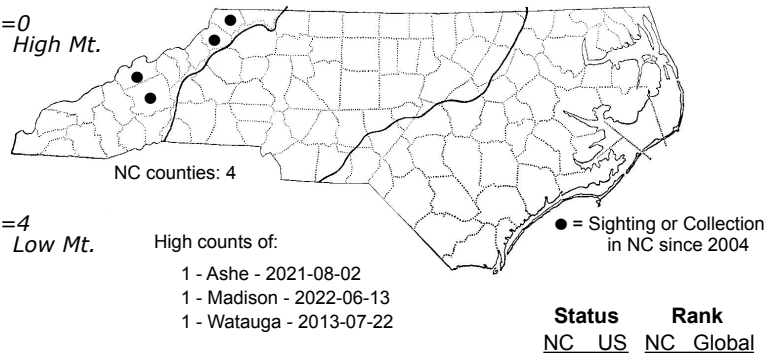 =0
High Mt.
NC counties: 4
=4
Low Mt.
High counts of:
1 - Ashe - 2021-08-02
1 - Madison - 2022-06-13
1 - Watauga - 2013-07-22
● = Sighting or Collection
in NC since 2004
Status Rank
NC US NC Global